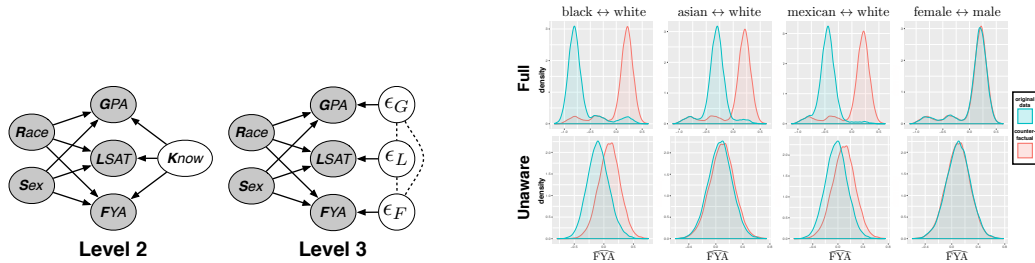 GPA
Race
LSAT
Know
Sex
FYA
Level 2
GPA
ϵG
Race
LSAT
ϵL
Sex
FYA
ϵF
Level 3
black ↔ white
asian ↔ white
mexican ↔ white
female ↔ male
Full
density
Unaware
density
original
data
counter-
factual
FYA
FYA
FYA
FYA